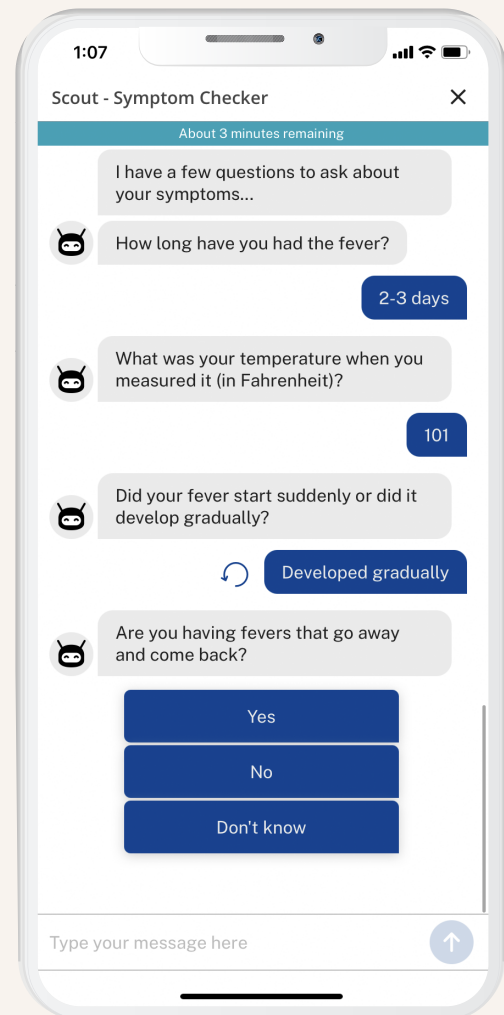 1:07
Scout - Symptom Checker
About 3 minutes remaining
I have a few questions to ask about
your symptoms...
How long have you had the fever?
2-3 days
What was your temperature when you
measured it (in Fahrenheit)?
101
Did your fever start suddenly or did it
develop gradually?
Developed gradually
Are you having fevers that go away
and come back?
Yes
No
Don't know
Type your message here